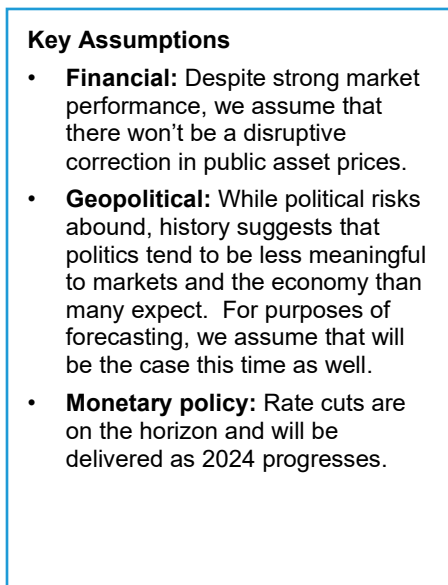 Key Assumptions
• Financial: Despite strong market
performance, we assume that
there won’t be a disruptive
correction in public asset prices.
• Geopolitical: While political risks
abound, history suggests that
politics tend to be less meaningful
to markets and the economy than
many expect.  For purposes of
forecasting, we assume that will
be the case this time as well.
• Monetary policy: Rate cuts are
on the horizon and will be
delivered as 2024 progresses.